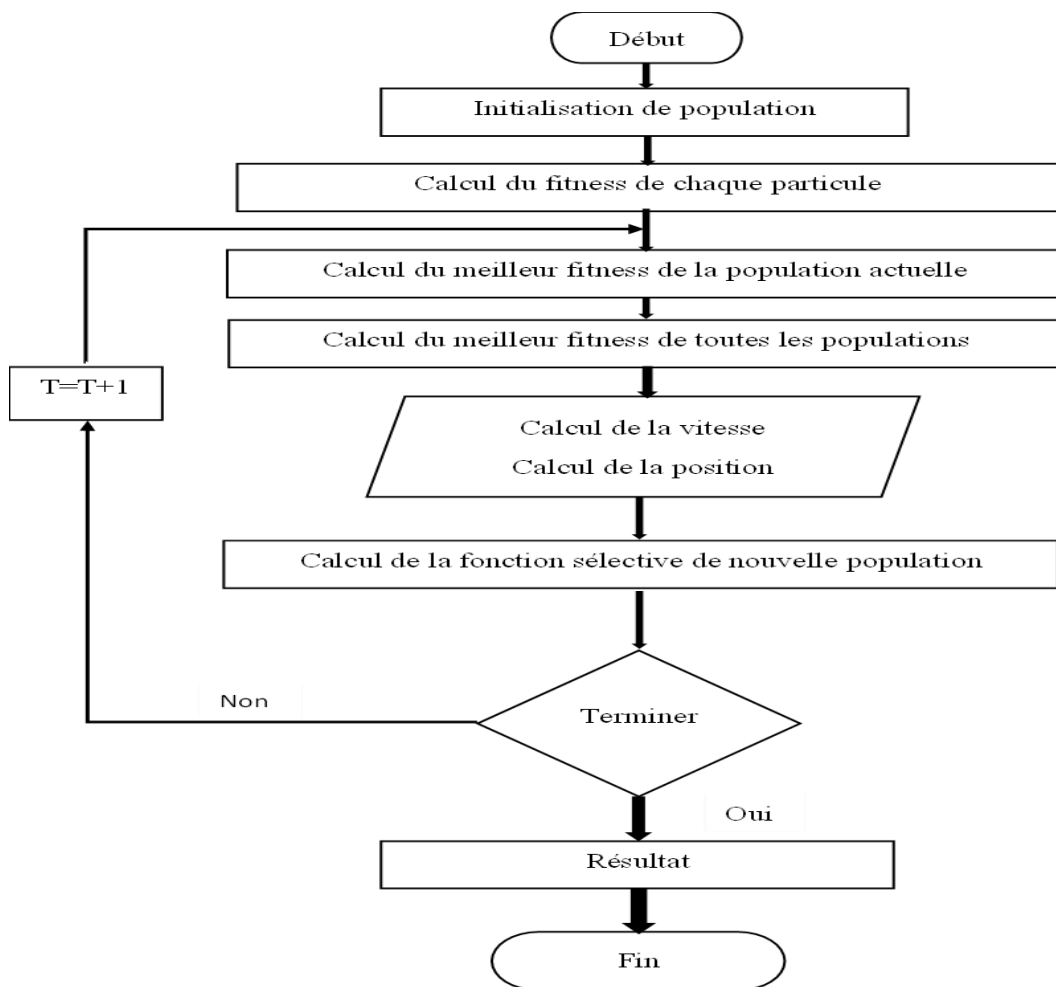 Début
Initialisation de population
Calcul du fitness de chaque particule
Calcul du meilleur fitness de la population actuelle
Calcul du meilleur fitness de toutes les populations
T=T+1
Calcul de la vitesse
Calcul de la position
Calcul de la fonction sélective de nouvelle population
Non
Terminer
Oui
Résultat
Fin